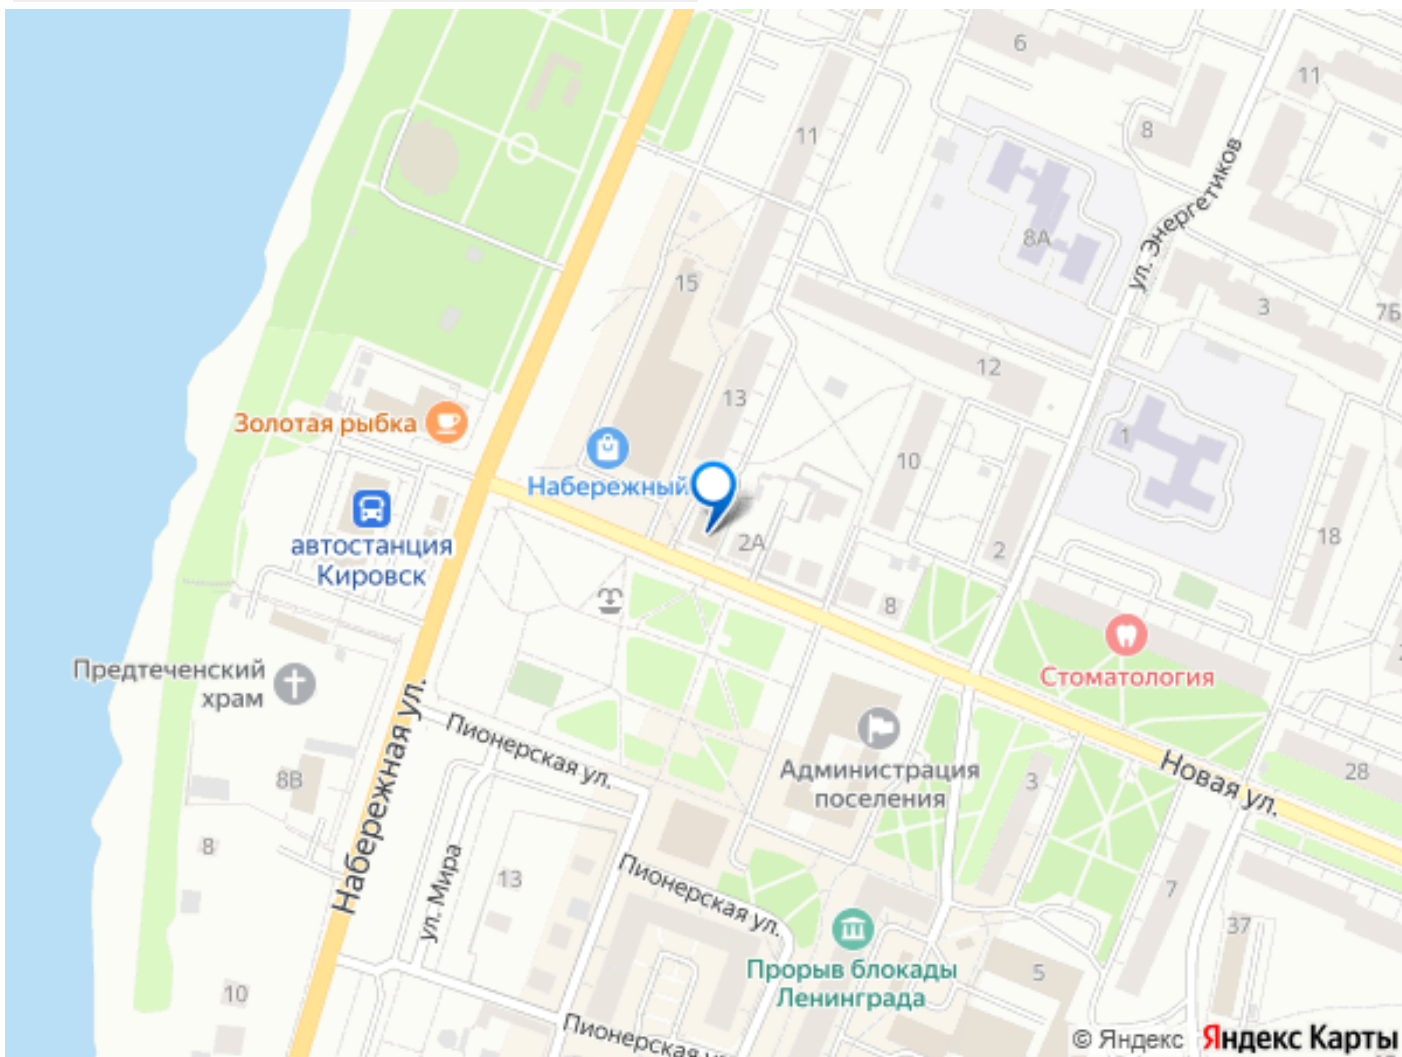 6
11
8
11
ул. Энергетиков
8А
15
3
7Б
12
13
Золотая рыбка
1
10
Набережный
автостанция
Кировск
2А
2
18
8
Предтеченский
храм
Стоматология
Набережная ул.
Пионерская ул.
Администрация
поселения
Новая ул.
28
8В
3
8
ул. Мира
13
Пионерская ул.
7
37
Прорыв блокады
Ленинграда
5
10
Пионерская ул.
© Яндекс Яндекс Карты